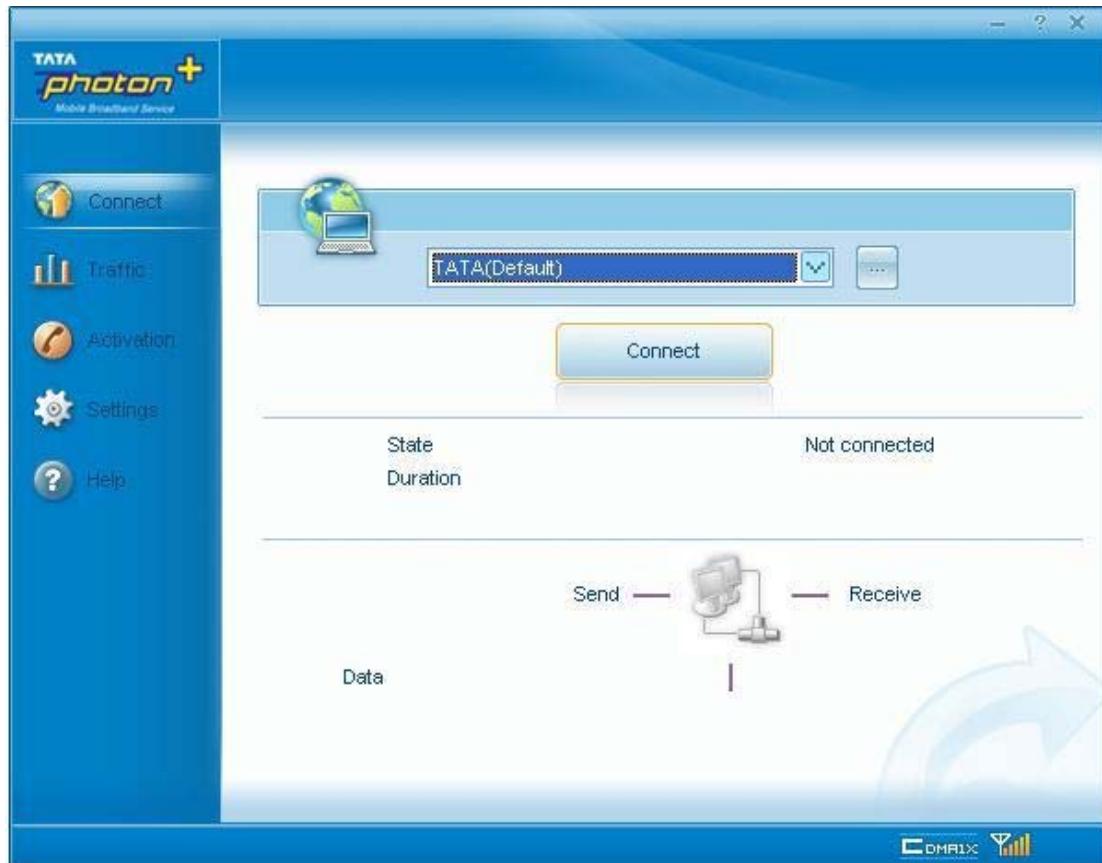 TATA
photon+
Mobile Broadband Service
Connect
Traffic
Activation
Settings
Help
TATA(Default)
...
Connect
State Not connected
Duration
Send Receive
Data
CDMA1X